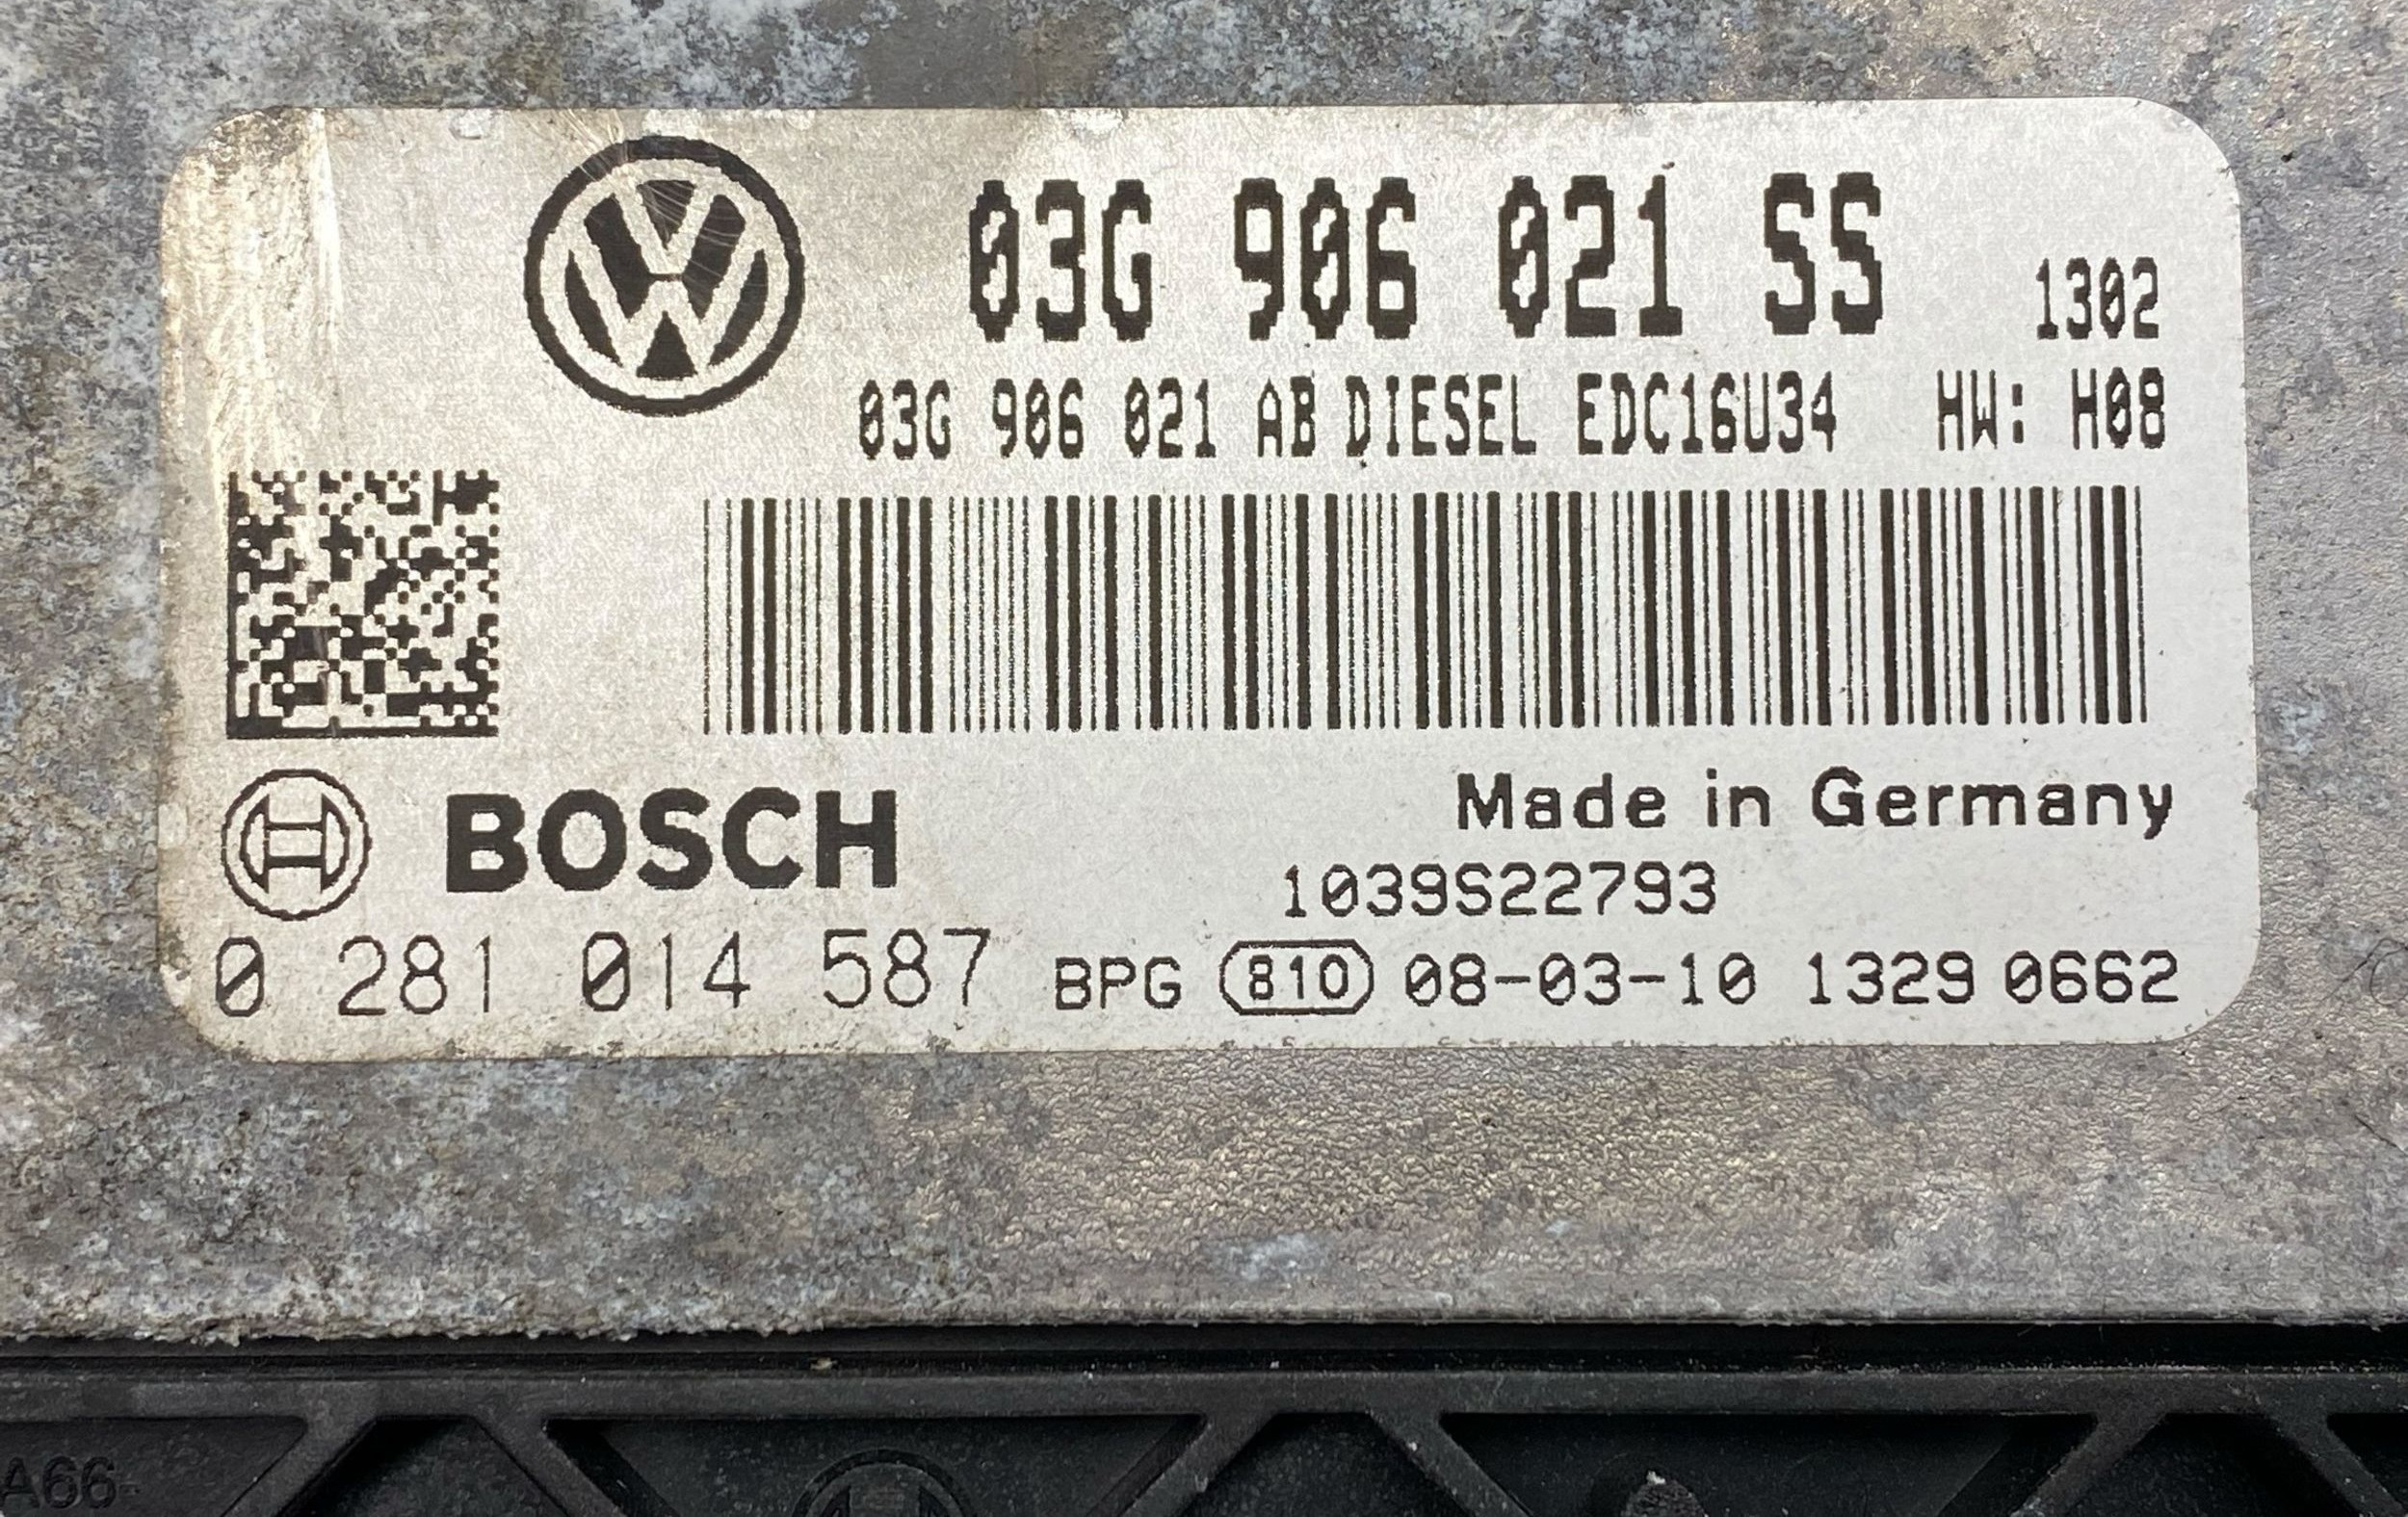 03G 906 021 SS 1302
03G 906 021 AB DIESEL EDC16U34 HW: H08
BOSCH
Made in Germany
1039S22793
0 281 014 587 BPG 810 08-03-10 1329 0662
A66-